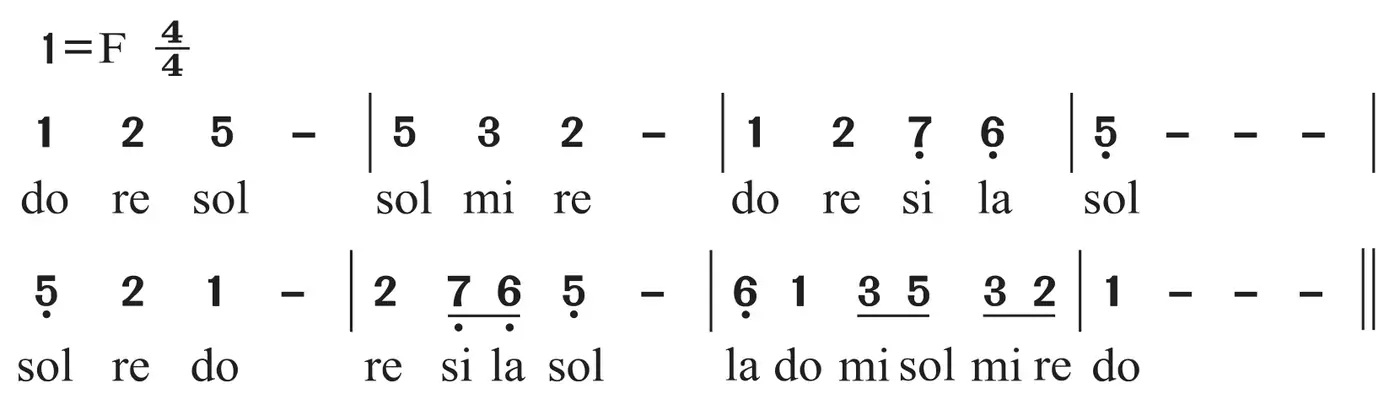 1=F 4/4
1 2 5 – | 5 3 2 – | 1 2 7̣ 6̣ | 5̣ – – – |
do re sol sol mi re do re si la sol
5̣ 2 1 – | 2 7̣ 6̣ 5̣ – | 6̣ 1 3 5 3 2 | 1 – – – ‖
sol re do re si la sol la do mi sol mi re do